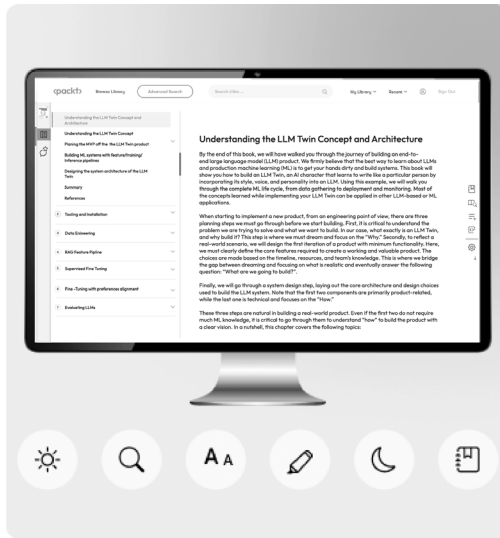 <packt>
Browse Library
Advanced Search
Search titles...
My Library
Recent
Sign Out
Understanding the LLM Twin Concept and
Architecture
Understanding the LLM Twin Concept
Planing the MVP off the the LLM Twin product
Building ML systems with feature/training/
inference pipelines
Designing the system architecture of the LLM
Twin
Summary
References
Tooling and Installation
Data Enineering
RAG Feature Pipline
Supervised Fine Tuning
Fine -Tuning with preferences alignment
Evaluating LLMs
Understanding the LLM Twin Concept and Architecture
By the end of this book, we will have walked you through the journey of building an end-to-
end large language model (LLM) product. We firmly believe that the best way to learn about LLMs
and production machine learning (ML) is to get your hands dirty and build systems. This book will
show you how to build an LLM Twin, an AI character that learns to write like a particular person by
incorporating its style, voice, and personality into an LLM. Using this example, we will walk you
through the complete ML life cycle, from data gathering to deployment and monitoring. Most of
the concepts learned while implementing your LLM Twin can be applied in other LLM-based or ML
applications.
When starting to implement a new product, from an engineering point of view, there are three
planning steps we must go through before we start building. First, it is critical to understand the
problem we are trying to solve and what we want to build. In our case, what exactly is an LLM Twin,
and why build it? This step is where we must dream and focus on the "Why." Secondly, to reflect a
real-world scenario, we will design the first iteration of a product with minimum functionality. Here,
we must clearly define the core features required to create a working and valuable product. The
choices are made based on the timeline, resources, and team's knowledge. This is where we bridge
the gap between dreaming and focusing on what is realistic and eventually answer the following
question: "What are we going to build?".
Finally, we will go through a system design step, laying out the core architecture and design choices
used to build the LLM system. Note that the first two components are primarily product-related,
while the last one is technical and focuses on the "How."
These three steps are natural in building a real-world product. Even if the first two do not require
much ML knowledge, it is critical to go through them to understand "how" to build the product with
a clear vision. In a nutshell, this chapter covers the following topics:
A A